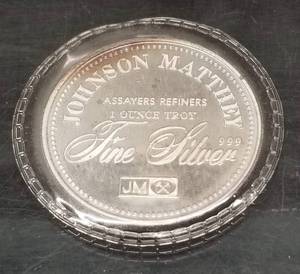 JOHNSON MATTHEY
ASSAYERS REFINERS
1 OUNCE TROY
Fine Silver 999
JM